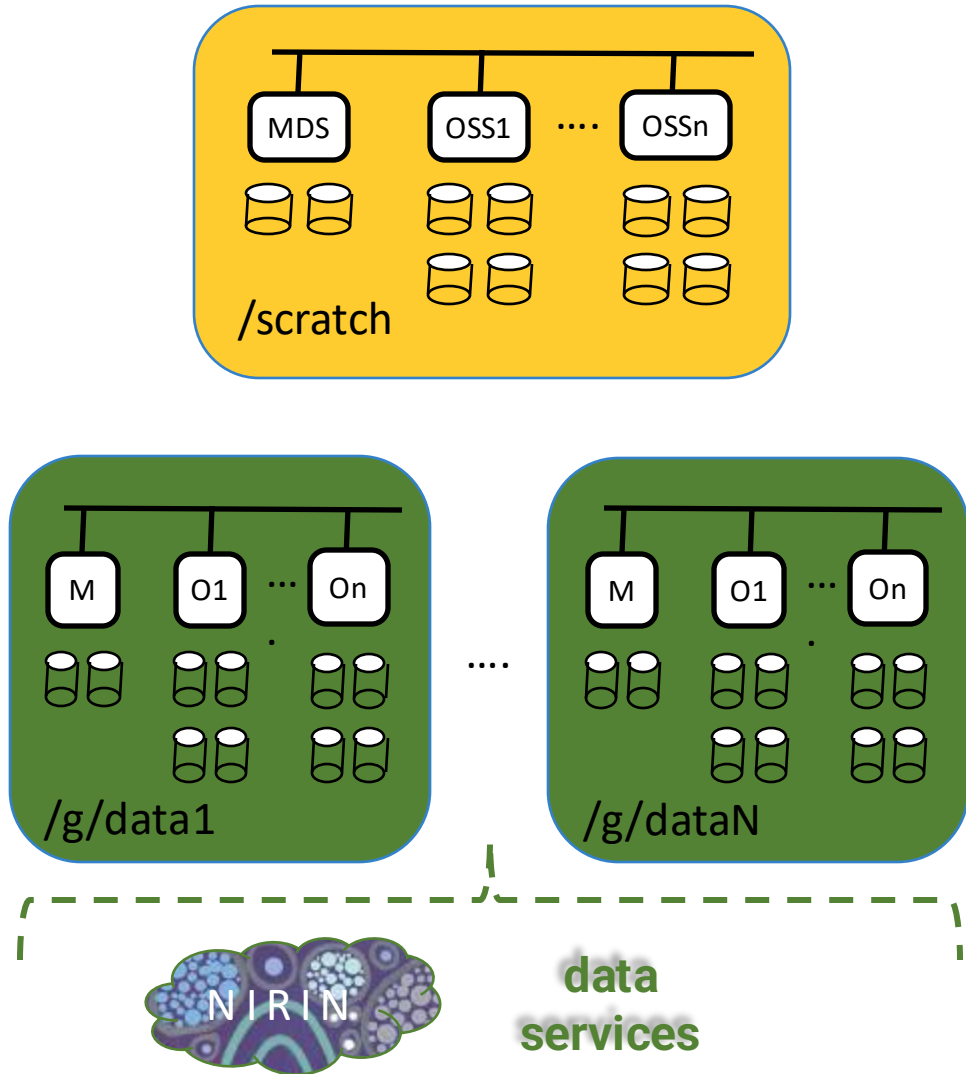 MDS OSS1 .... OSSn
/scratch
M O1 ... On
.
/g/data1
....
M O1 ... On
.
/g/dataN
NIRIN
data
services